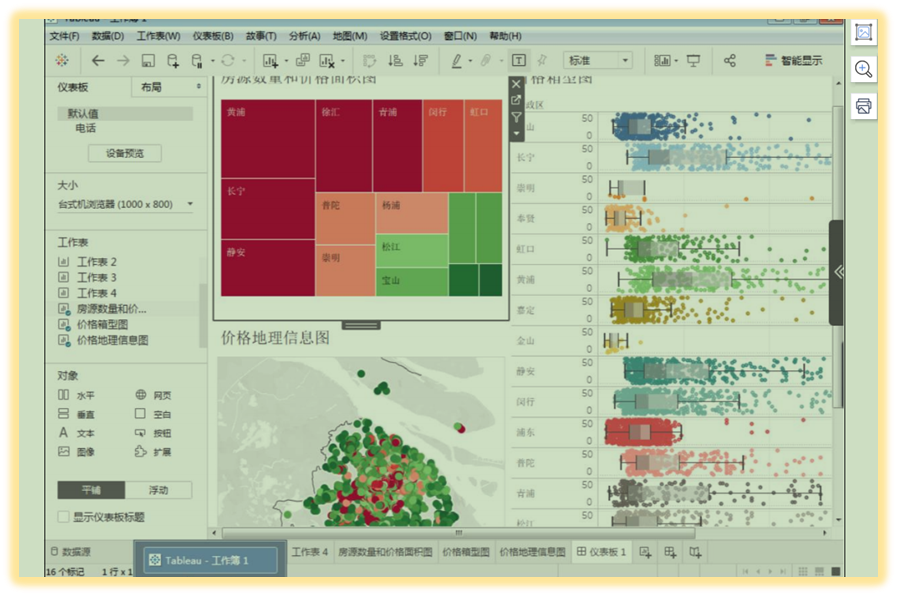 Tableau - 工作簿 1
文件(F) 数据(D) 工作表(W) 仪表板(B) 故事(T) 分析(A) 地图(M) 设置格式(O) 窗口(N) 帮助(H)
标准 智能显示
仪表板 布局
默认值
电话
设备预览
大小
台式机浏览器 (1000 x 800)
工作表
工作表 2
工作表 3
工作表 4
房源数量和价...
价格箱型图
价格地理信息图
对象
水平 网页
垂直 空白
A 文本 按钮
图像 扩展
平铺 浮动
显示仪表板标题
房源数量和价格面积图
黄浦 徐汇 青浦 闵行 虹口
长宁
静安
普陀 杨浦
崇明 松江
宝山
价格地理信息图
格箱型图
政区
山 50
0
长宁 50
0
崇明 50
0
奉贤 50
0
虹口 50
0
黄浦 50
0
嘉定 50
0
金山 50
0
静安 50
0
闵行 50
0
浦东 50
0
普陀 50
0
青浦 50
0
松江 50
数据源 Tableau - 工作簿 1 工作表 4 房源数量和价格面积图 价格箱型图 价格地理信息图 仪表板 1
16 个标记 1 行 x 1